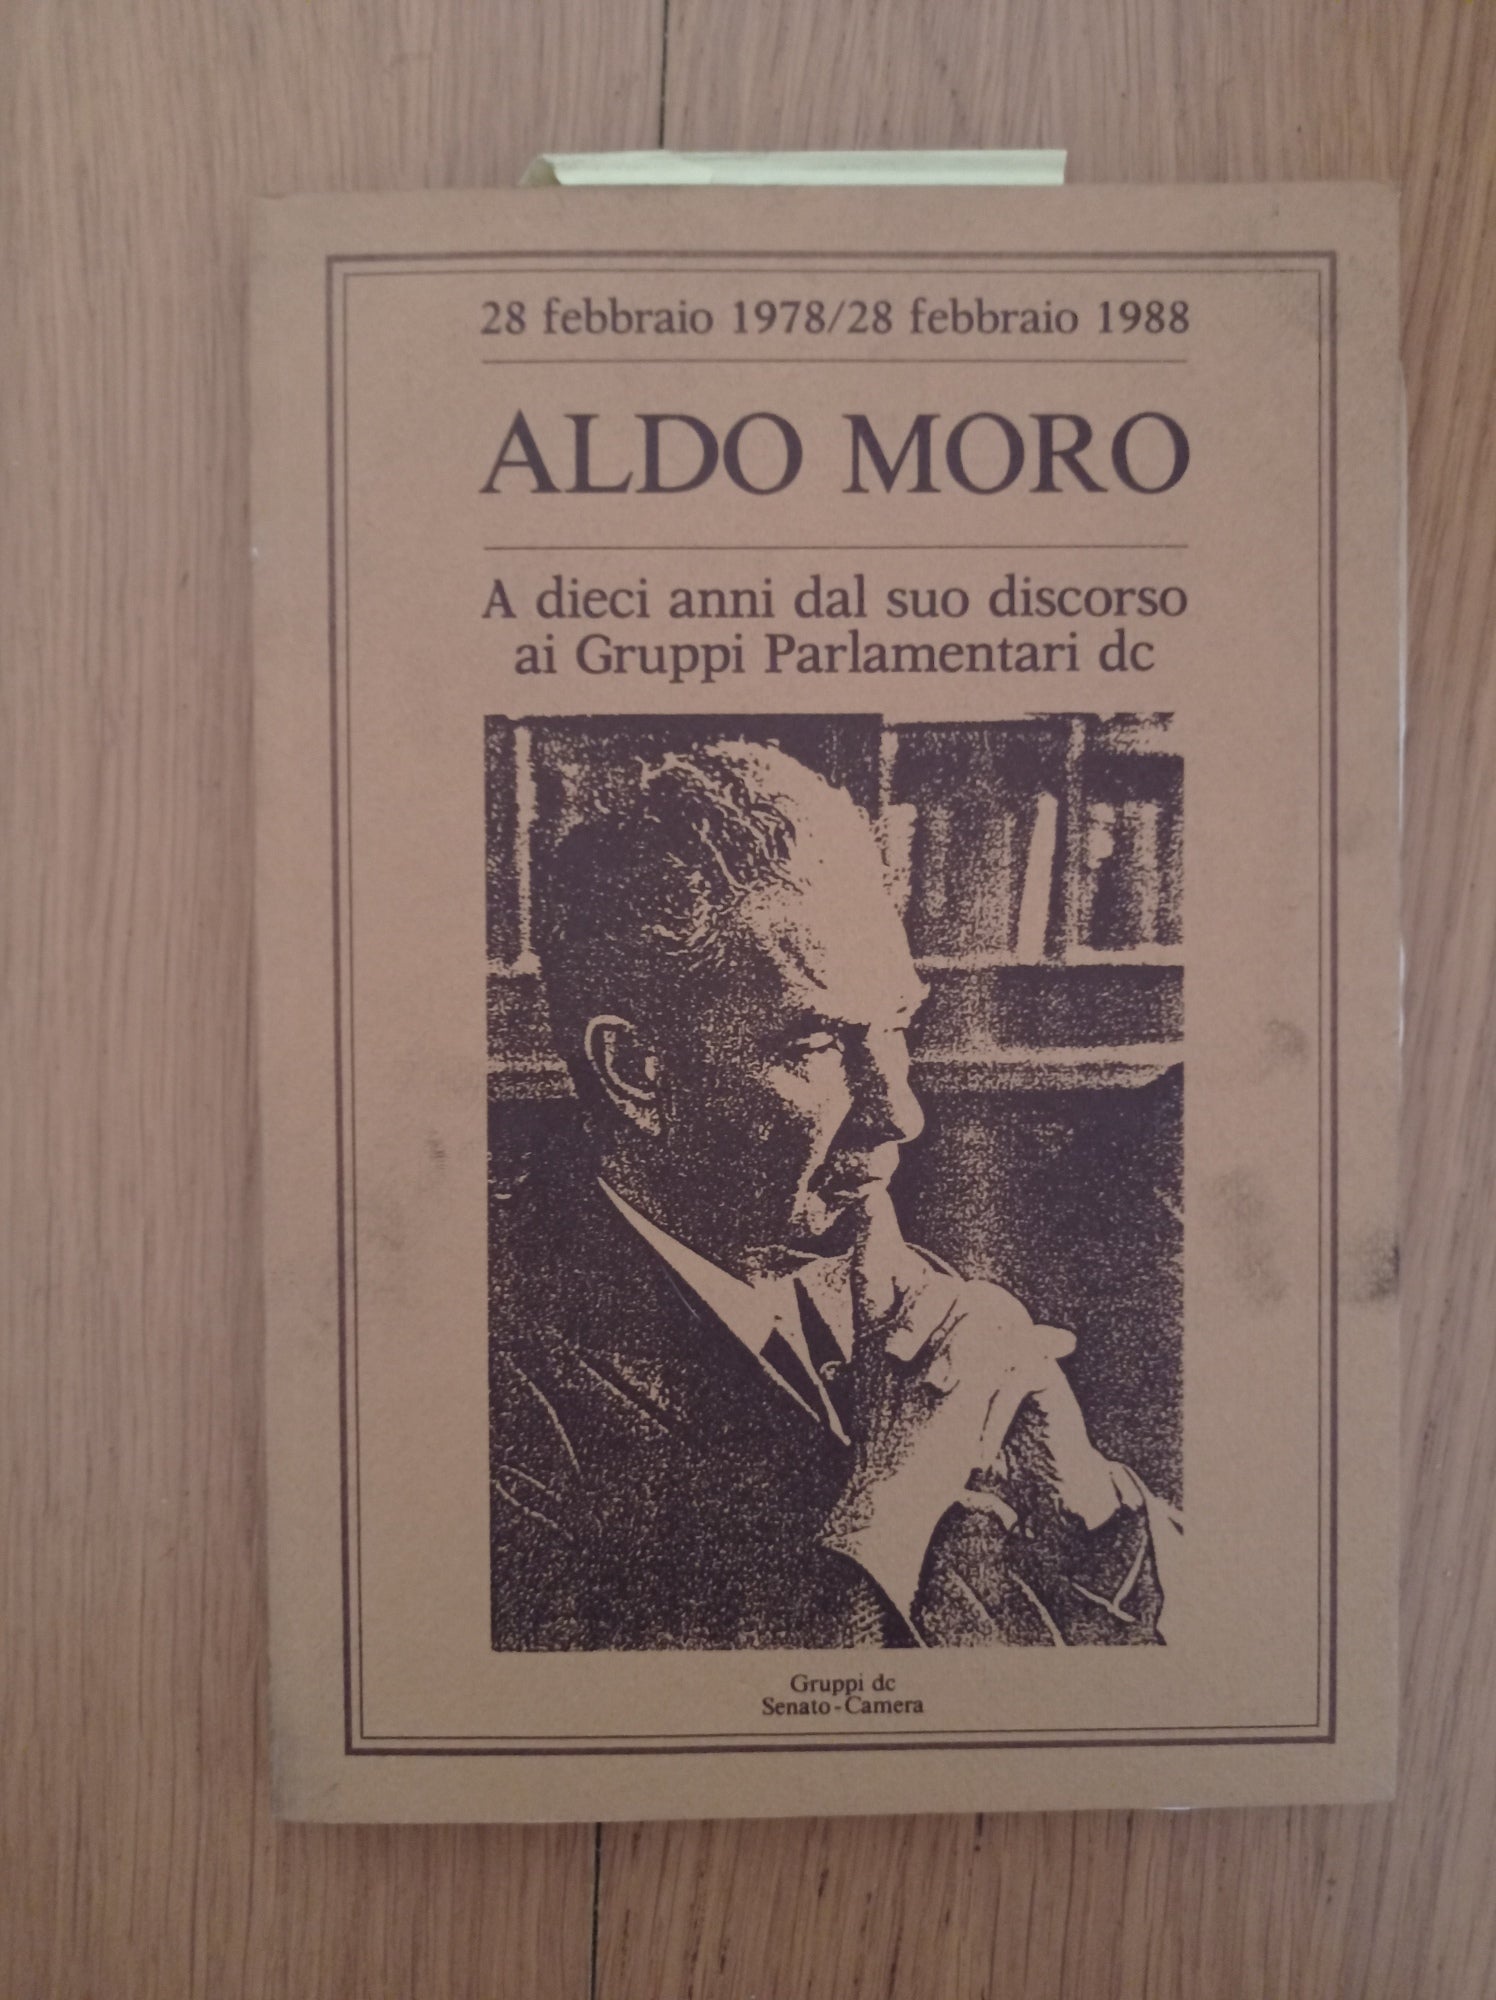 28 febbraio 1978/28 febbraio 1988
ALDO MORO
A dieci anni dal suo discorso
ai Gruppi Parlamentari dc
Gruppi dc
Senato-Camera